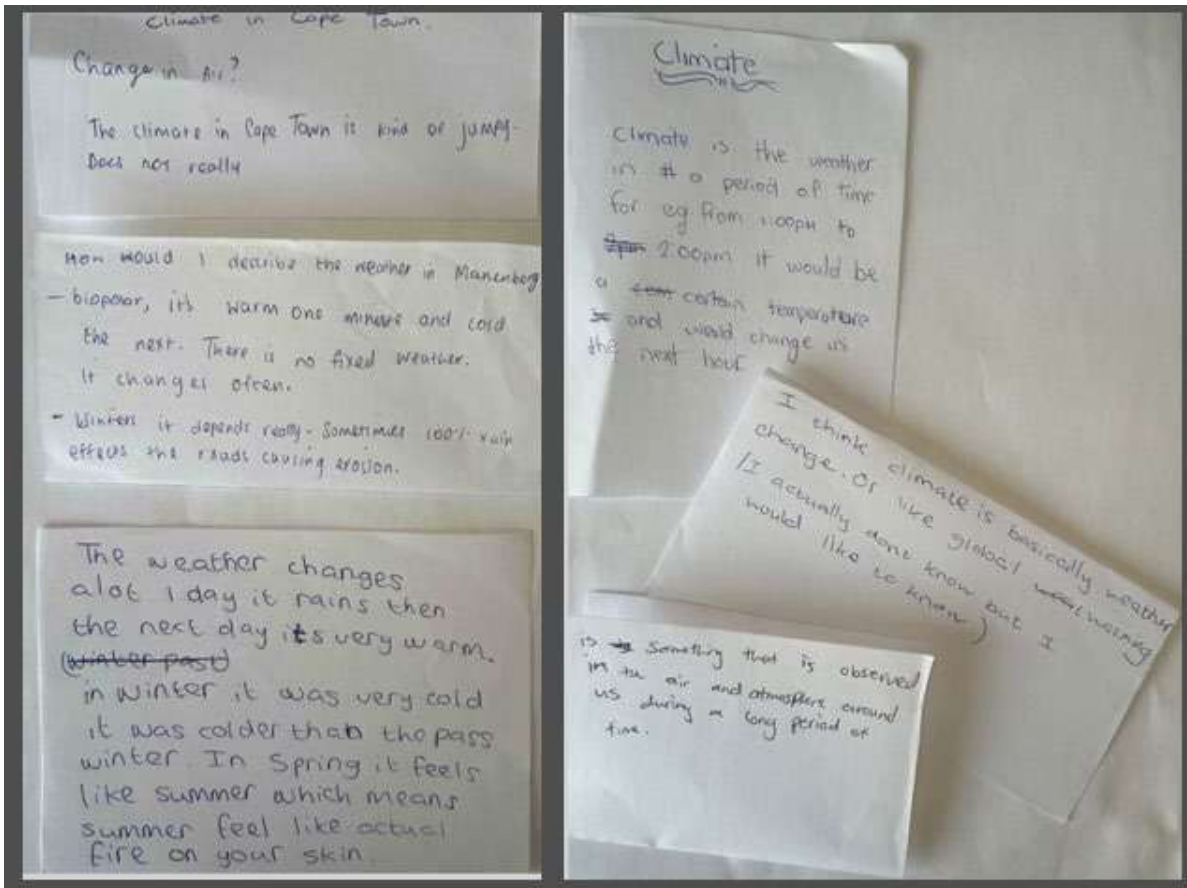 Climate in Cape Town.
Change in Air?
The climate in Cape Town is kind of jumpy.
Does not really
How would I describe the weather in Manenberg
- bipolar, its warm one minute and cold
the next. There is no fixed weather.
It changes often.
- Winters it depends really. Sometimes 100% rain
effects the roads causing erosion.
The weather changes
alot 1 day it rains then
the next day its very warm.
(winter past)
in winter it was very cold
it was colder than the pass
winter. In Spring it feels
like summer which means
summer feel like actual
fire on your skin
Climate
Climate is the weather
in a period of time
for eg from 1:00pm to
2:00pm it would be
a certain temperature
and would change in
the next hour
I think climate is basically weather
change. Or like global warming
(I actually dont know but I
would like to know)
is something that is observed
in the air and atmosphere around
us during a long period of
time.